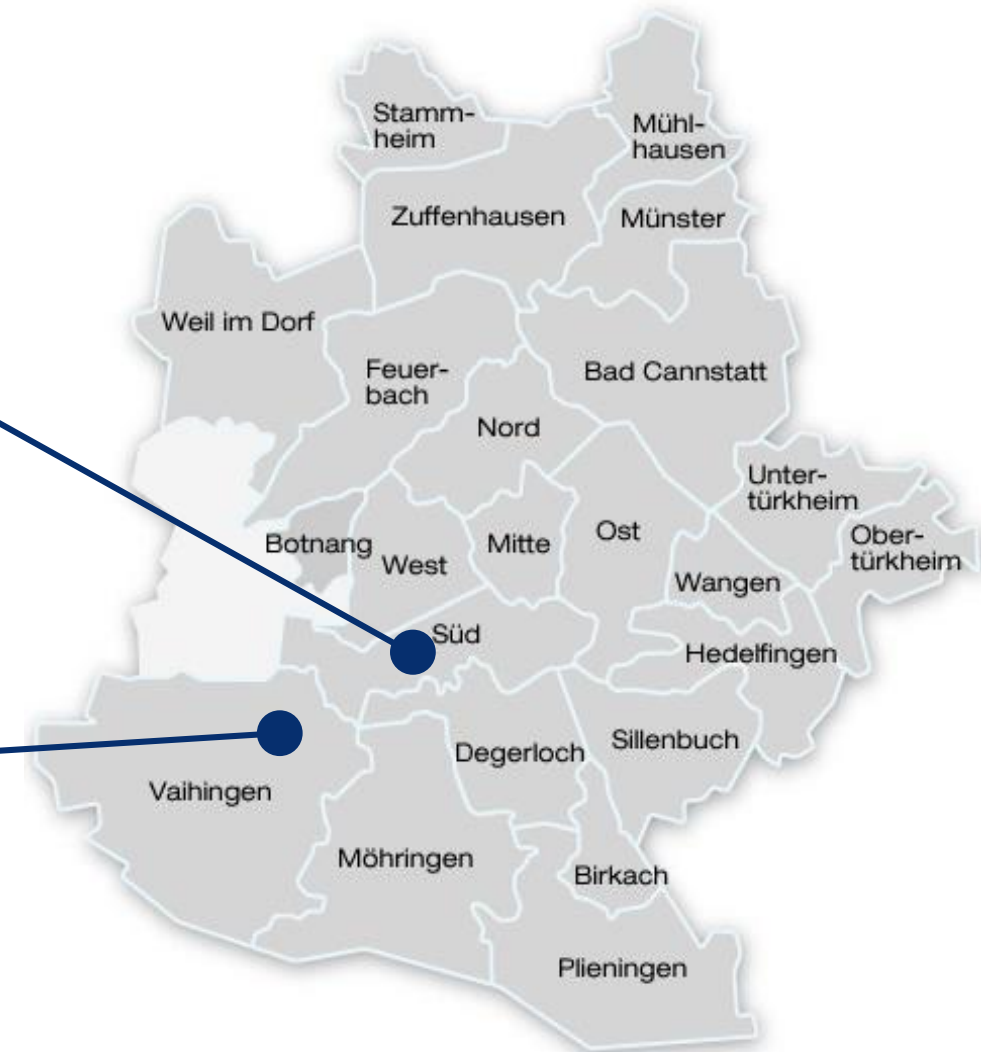 Stamm-
heim
Mühl-
hausen
Zuffenhausen
Münster
Weil im Dorf
Feuer-
bach
Bad Cannstatt
Nord
Unter-
türkheim
Ober-
türkheim
Botnang
West
Mitte
Ost
Wangen
Süd
Hedelfingen
Vaihingen
Degerloch
Sillenbuch
Möhringen
Birkach
Plieningen